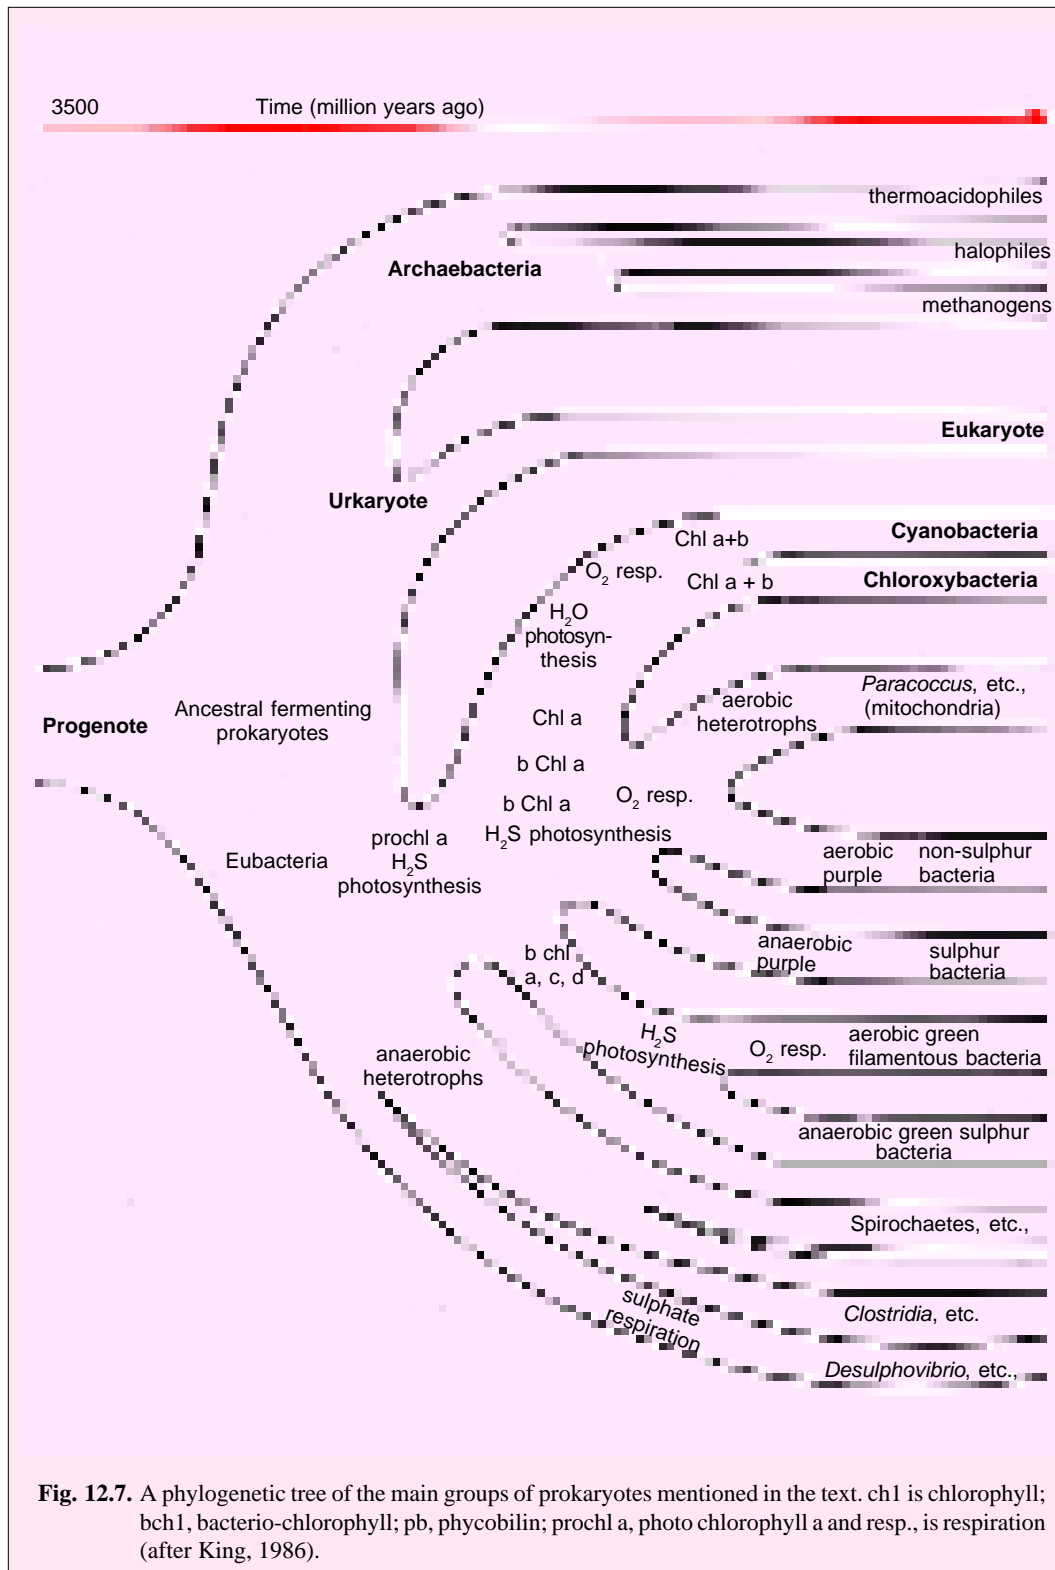 3500 Time (million years ago)
thermoacidophiles
halophiles
Archaebacteria
methanogens
Eukaryote
Urkaryote
Cyanobacteria
Chl a+b
O2 resp.
Chl a + b
Chloroxybacteria
H2O
photosyn-
thesis
Paracoccus, etc.,
(mitochondria)
aerobic
heterotrophs
Progenote
Ancestral fermenting
prokaryotes
Chl a
b Chl a
b Chl a
O2 resp.
H2S photosynthesis
prochl a
H2S
photosynthesis
Eubacteria
aerobic non-sulphur
purple bacteria
anaerobic sulphur
purple bacteria
b chl
a, c, d
H2S
photosynthesis
O2 resp.
aerobic green
filamentous bacteria
anaerobic
heterotrophs
anaerobic green sulphur
bacteria
Spirochaetes, etc.,
sulphate
respiration
Clostridia, etc.
Desulphovibrio, etc.,
Fig. 12.7. A phylogenetic tree of the main groups of prokaryotes mentioned in the text. ch1 is chlorophyll;
bch1, bacterio-chlorophyll; pb, phycobilin; prochl a, photo chlorophyll a and resp., is respiration
(after King, 1986).